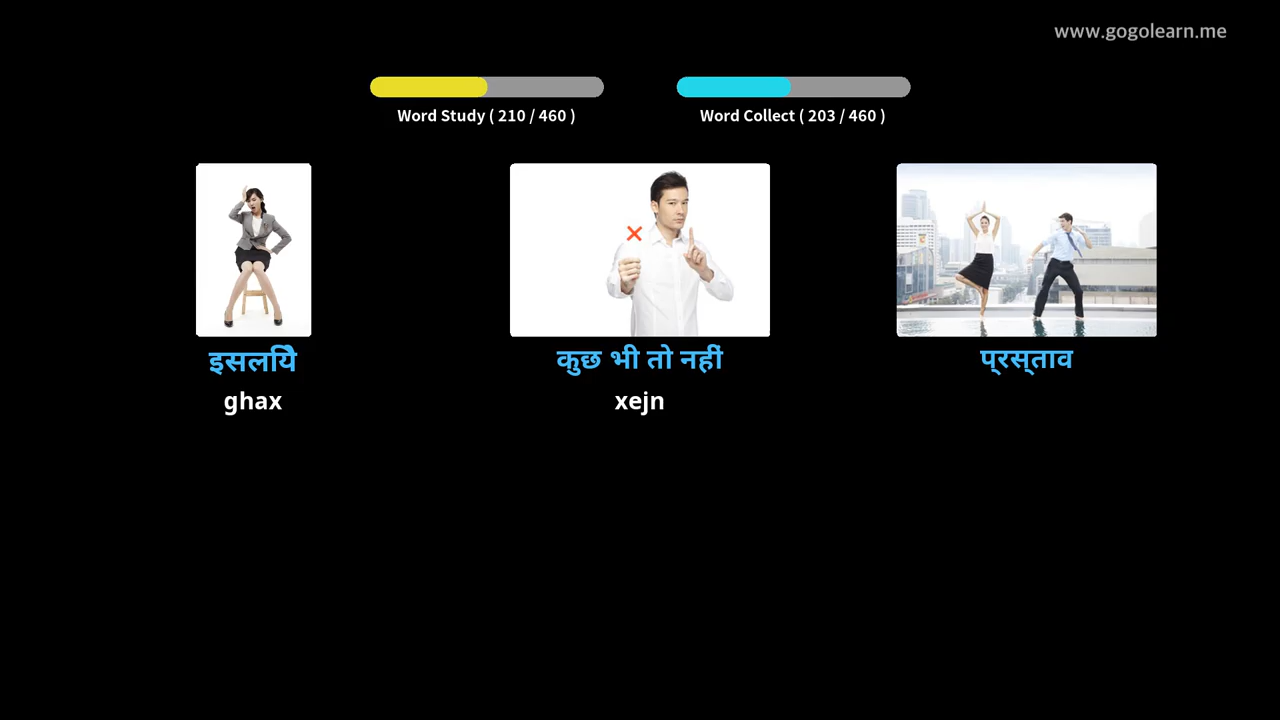 www.gogolearn.me
Word Study ( 210 / 460 )
Word Collect ( 203 / 460 )
इसलिये
कुछ भी तो नहीं
प्रस्ताव
ghax
xejn